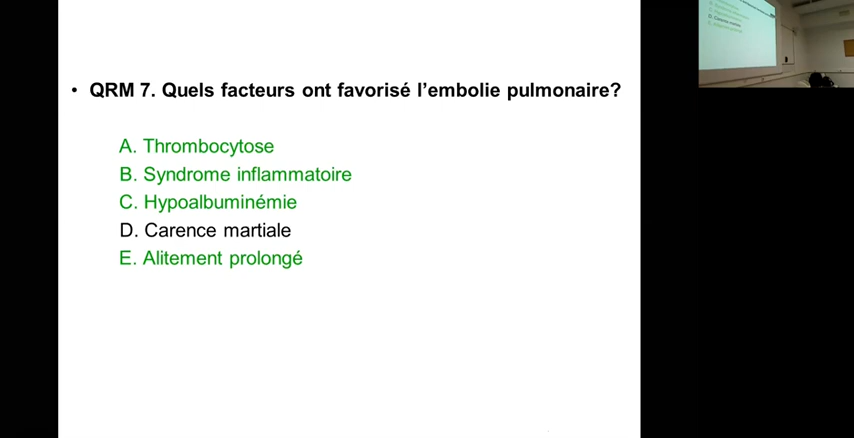 • QRM 7. Quels facteurs ont favorisé l’embolie pulmonaire?
A. Thrombocytose
B. Syndrome inflammatoire
C. Hypoalbuminémie
D. Carence martiale
E. Alitement prolongé